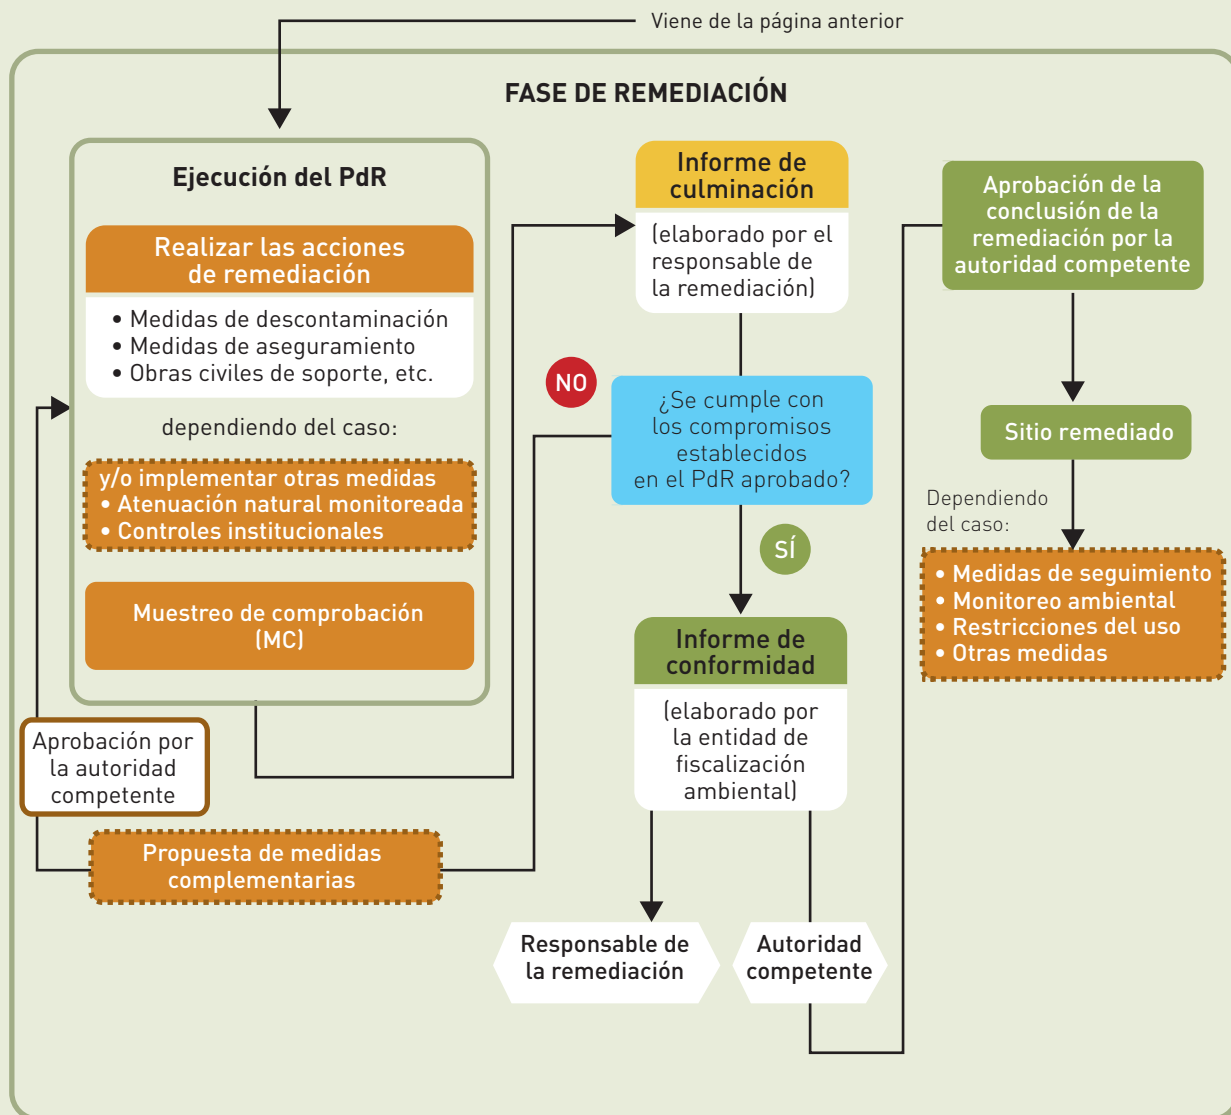 Viene de la página anterior
FASE DE REMEDIACIÓN
Ejecución del PdR
Realizar las acciones
de remediación
• Medidas de descontaminación
• Medidas de aseguramiento
• Obras civiles de soporte, etc.
dependiendo del caso:
y/o implementar otras medidas
• Atenuación natural monitoreada
• Controles institucionales
Muestreo de comprobación
(MC)
Aprobación por
la autoridad
competente
Propuesta de medidas
complementarias
Informe de
culminación
(elaborado por el
responsable de
la remediación)
NO
¿Se cumple con
los compromisos
establecidos
en el PdR aprobado?
SÍ
Informe de
conformidad
(elaborado por
la entidad de
fiscalización
ambiental)
Responsable de
la remediación
Autoridad
competente
Aprobación de la
conclusión de la
remediación por la
autoridad competente
Sitio remediado
Dependiendo
del caso:
• Medidas de seguimiento
• Monitoreo ambiental
• Restricciones del uso
• Otras medidas